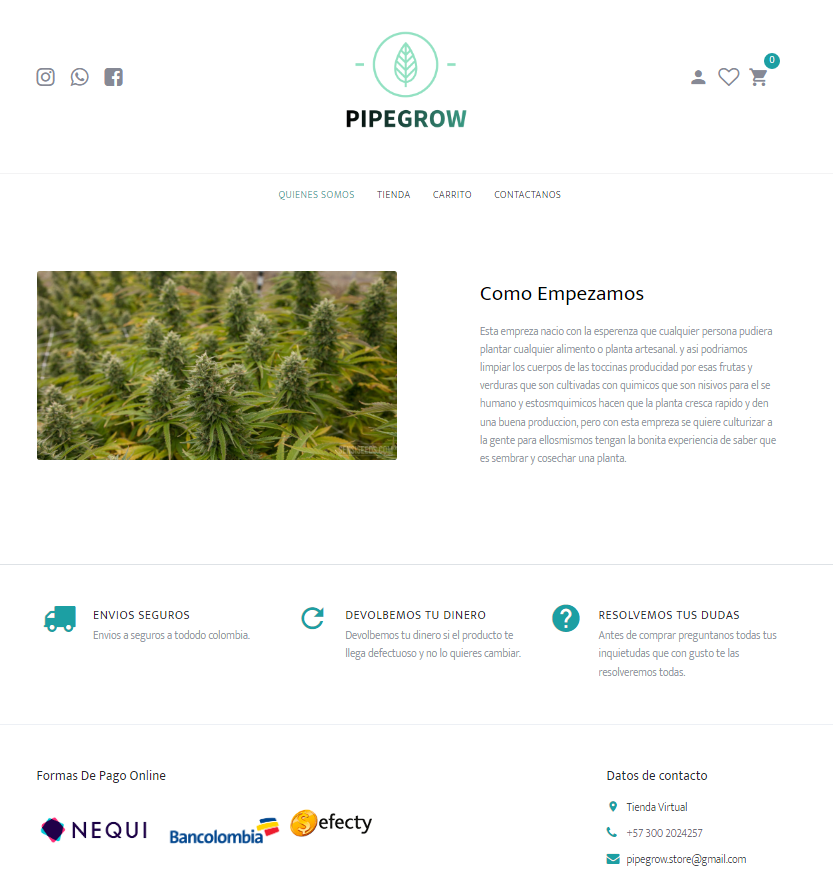 0
PIPEGROW
QUIENES SOMOS TIENDA CARRITO CONTACTANOS
Como Empezamos
Esta empreza nacio con la esperenza que cualquier persona pudiera
plantar cualquier alimento o planta artesanal. y asi podriamos
limpiar los cuerpos de las toccinas producidad por esas frutas y
verduras que son cultivadas con quimicos que son nisivos para el se
humano y estosmquimicos hacen que la planta cresca rapido y den
una buena produccion, pero con esta empresa se quiere culturizar a
la gente para ellosmismos tengan la bonita experiencia de saber que
es sembrar y cosechar una planta.
ENVIOS SEGUROS
Envios a seguros a tododo colombia.
DEVOLBEMOS TU DINERO
Devolbemos tu dinero si el producto te
llega defectuoso y no lo quieres cambiar.
RESOLVEMOS TUS DUDAS
Antes de comprar preguntanos todas tus
inquietudas que con gusto te las
resolveremos todas.
Formas De Pago Online
NEQUI
Bancolombia
efecty
Datos de contacto
Tienda Virtual
+57 300 2024257
pipegrow.store@gmail.com